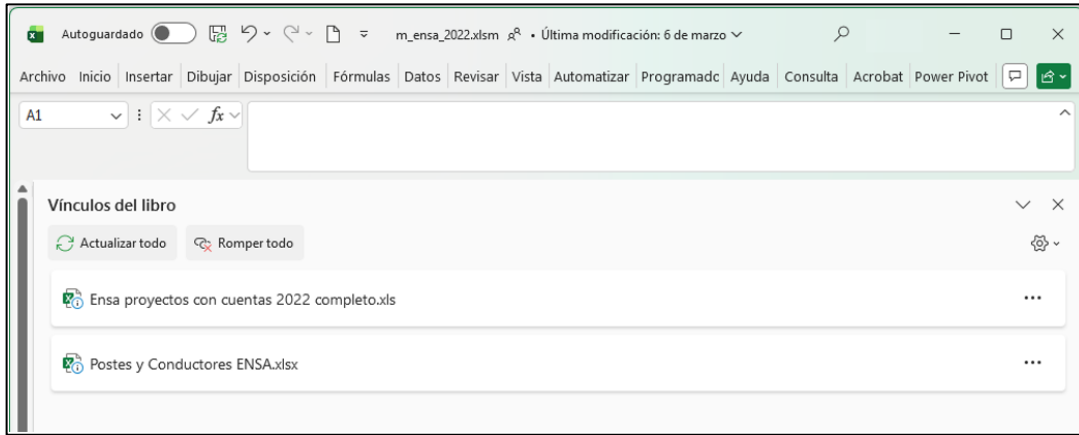 Autoguardado m_ensa_2022.xlsm • Última modificación: 6 de marzo
Archivo Inicio Insertar Dibujar Disposición Fórmulas Datos Revisar Vista Automatizar Programadc Ayuda Consulta Acrobat Power Pivot
A1 fx
Vínculos del libro
Actualizar todo Romper todo
Ensa proyectos con cuentas 2022 completo.xls
Postes y Conductores ENSA.xlsx